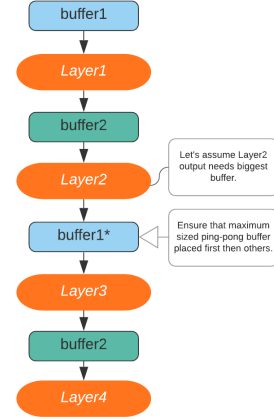 buffer1
Layer1
buffer2
Layer2
Let's assume Layer2
output needs biggest
buffer.
buffer1*
Ensure that maximum
sized ping-pong buffer
placed first then others.
Layer3
buffer2
Layer4